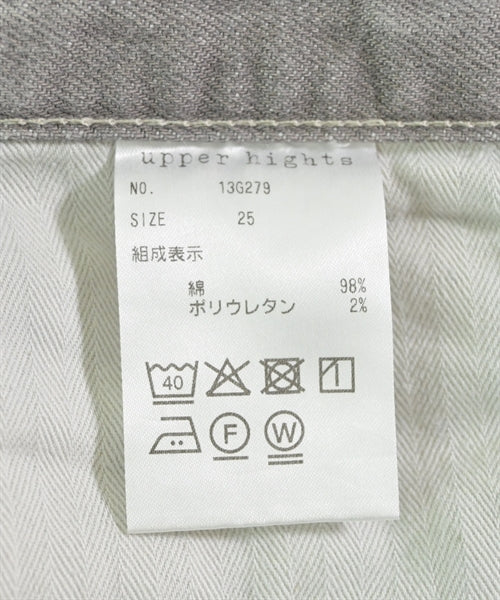 upper hights
NO. 13G279
SIZE 25
組成表示
綿 98%
ポリウレタン 2%
40
F W